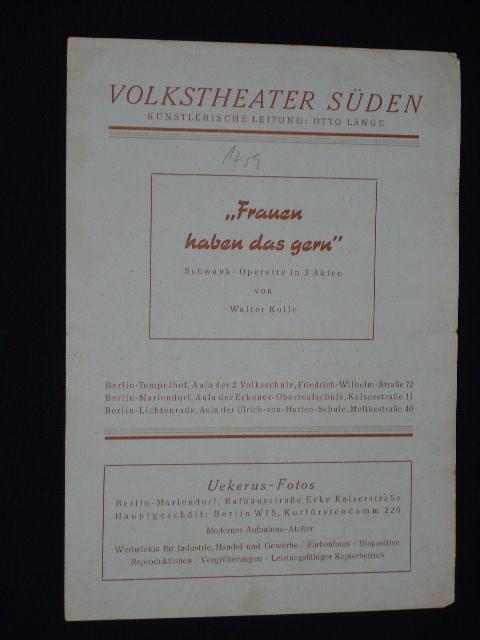 VOLKSTHEATER SÜDEN
KÜNSTLERISCHE LEITUNG: OTTO LANGE
„Frauen
haben das gern"
Schwank-Operette in 3 Akten
von
Walter Kollo
Berlin-Tempelhof, Aula der 2. Volksschule, Friedrich-Wilhelm-Straße 72
Berlin-Mariendorf, Aula der Eckener-Oberrealschule, Kaiserstraße 11
Berlin-Lichtenrade, Aula der Ulrich-von-Hutten-Schule, Moltkestraße 40
Uekerus-Fotos
Berlin-Mariendorf, Rathausstraße Ecke Kaiserstraße
Hauptgeschäft: Berlin W 15, Kurfürstendamm 226
Modernes Aufnahme-Atelier
Werbefotos für Industrie, Handel und Gewerbe / Farbenfotos / Diapositive
Reproduktionen / Vergrößerungen / Leistungsfähiger Kopierbetrieb